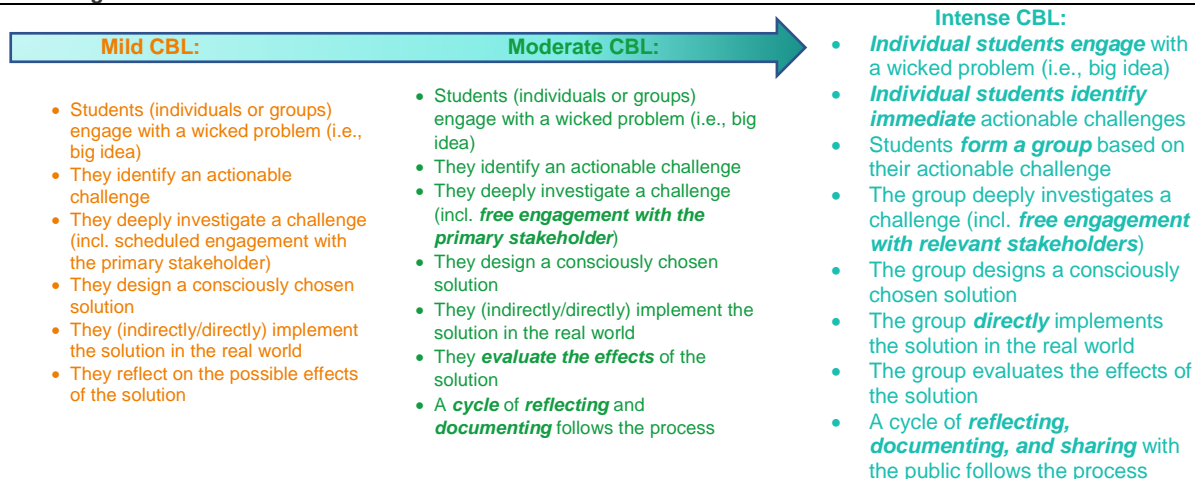 Mild CBL:
• Students (individuals or groups)
engage with a wicked problem (i.e.,
big idea)
• They identify an actionable
challenge
• They deeply investigate a challenge
(incl. scheduled engagement with
the primary stakeholder)
• They design a consciously chosen
solution
• They (indirectly/directly) implement
the solution in the real world
• They reflect on the possible effects
of the solution
Moderate CBL:
• Students (individuals or groups)
engage with a wicked problem (i.e., big
idea)
• They identify an actionable challenge
• They deeply investigate a challenge
(incl. free engagement with the
primary stakeholder)
• They design a consciously chosen
solution
• They (indirectly/directly) implement the
solution in the real world
• They evaluate the effects of the
solution
• A cycle of reflecting and
documenting follows the process
Intense CBL:
• Individual students engage with
a wicked problem (i.e., big idea)
• Individual students identify
immediate actionable challenges
• Students form a group based on
their actionable challenge
• The group deeply investigates a
challenge (incl. free engagement
with relevant stakeholders)
• The group designs a consciously
chosen solution
• The group directly implements
the solution in the real world
• The group evaluates the effects of
the solution
• A cycle of reflecting,
documenting, and sharing with
the public follows the process